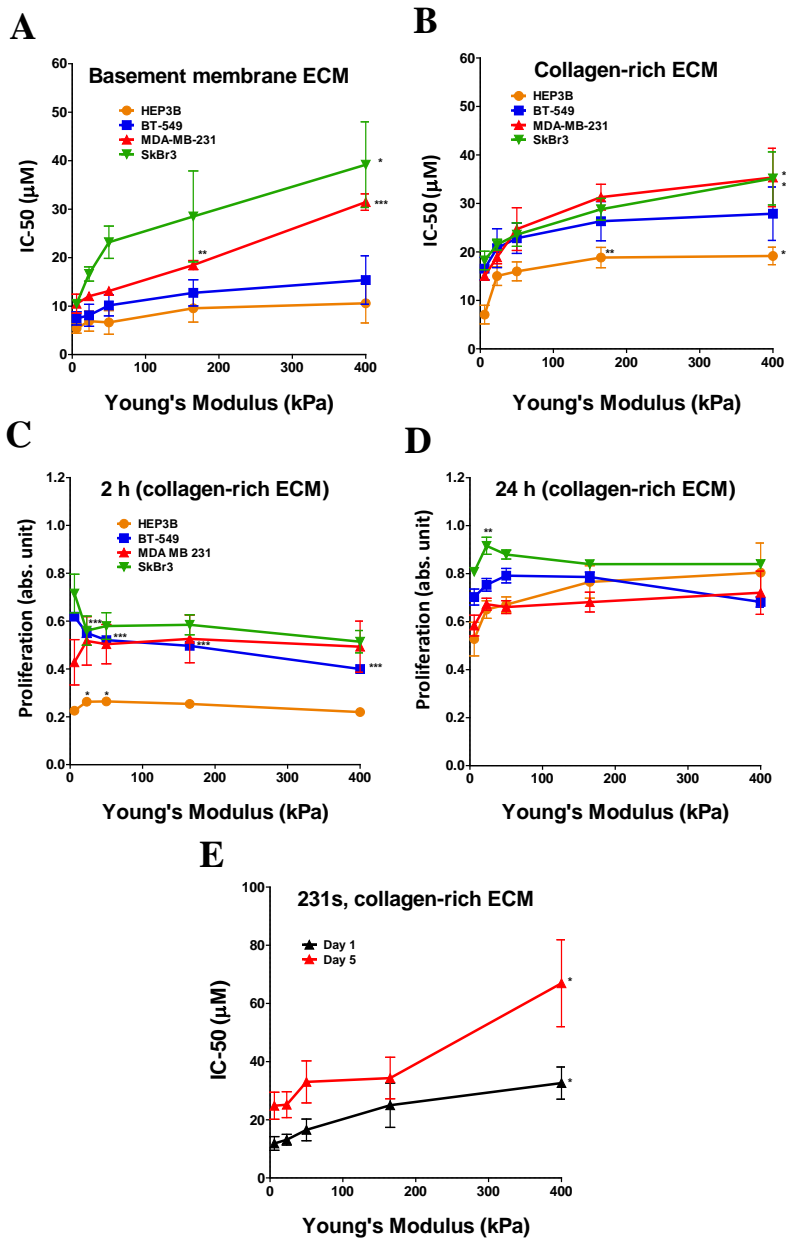 A
Basement membrane ECM
HEP3B
BT-549
MDA-MB-231
SkBr3
IC-50 (µM)
60
50
40
30
20
10
0
*
***
**
0 100 200 300 400
Young's Modulus (kPa)
B
Collagen-rich ECM
HEP3B
BT-549
MDA-MB-231
SkBr3
IC-50 (µM)
60
50
40
30
20
10
0
*
*
**
*
0 100 200 300 400
Young's Modulus (kPa)
C
2 h (collagen-rich ECM)
HEP3B
BT-549
MDA MB 231
SkBr3
Proliferation (abs. unit)
1.2
1.0
0.8
0.6
0.4
0.2
0.0
***
***
***
***
* *
0 100 200 300 400
Young's Modulus (kPa)
D
24 h (collagen-rich ECM)
Proliferation (abs. unit)
1.2
1.0
0.8
0.6
0.4
0.2
0.0
**
0 100 200 300 400
Young's Modulus (kPa)
E
231s, collagen-rich ECM
Day 1
Day 5
IC-50 (µM)
100
80
60
40
20
0
*
*
0 100 200 300 400
Young's Modulus (kPa)